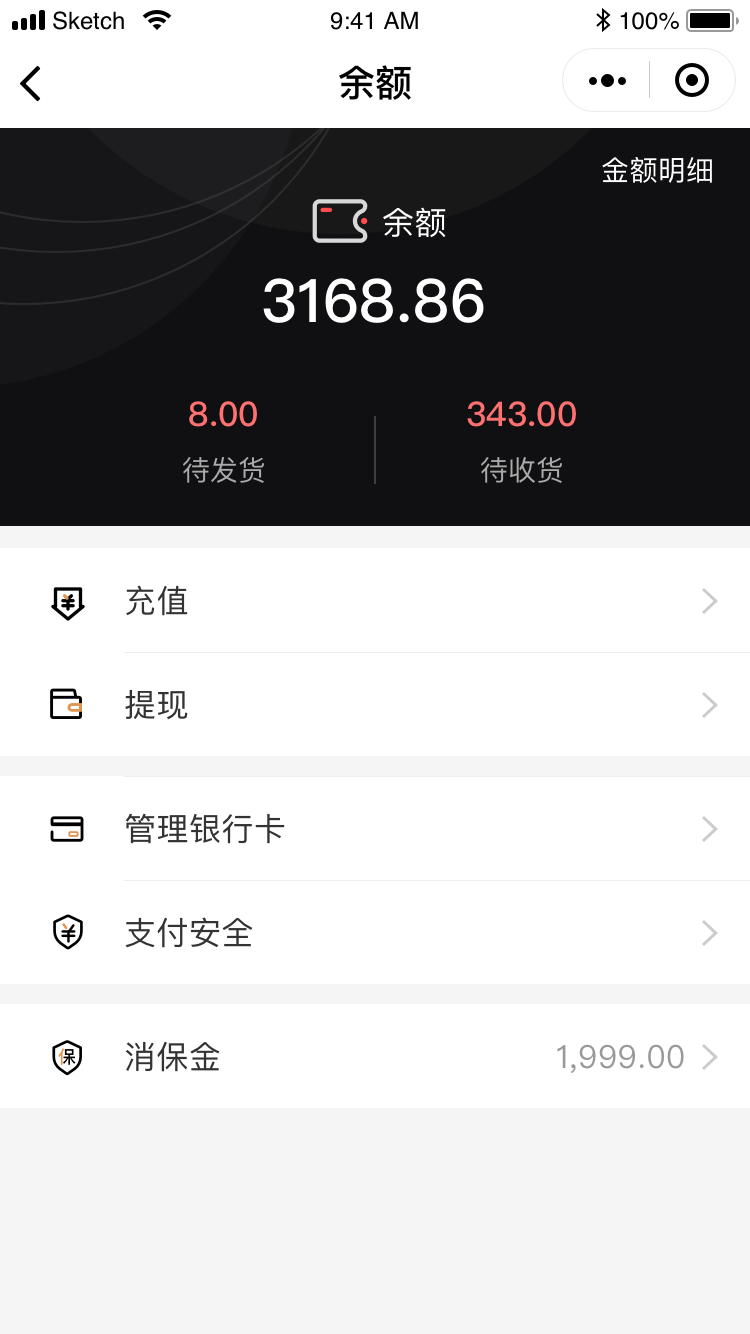 Sketch 9:41 AM 100%
余额
金额明细
余额
3168.86
8.00 343.00
待发货 待收货
充值
提现
管理银行卡
支付安全
保 消保金 1,999.00